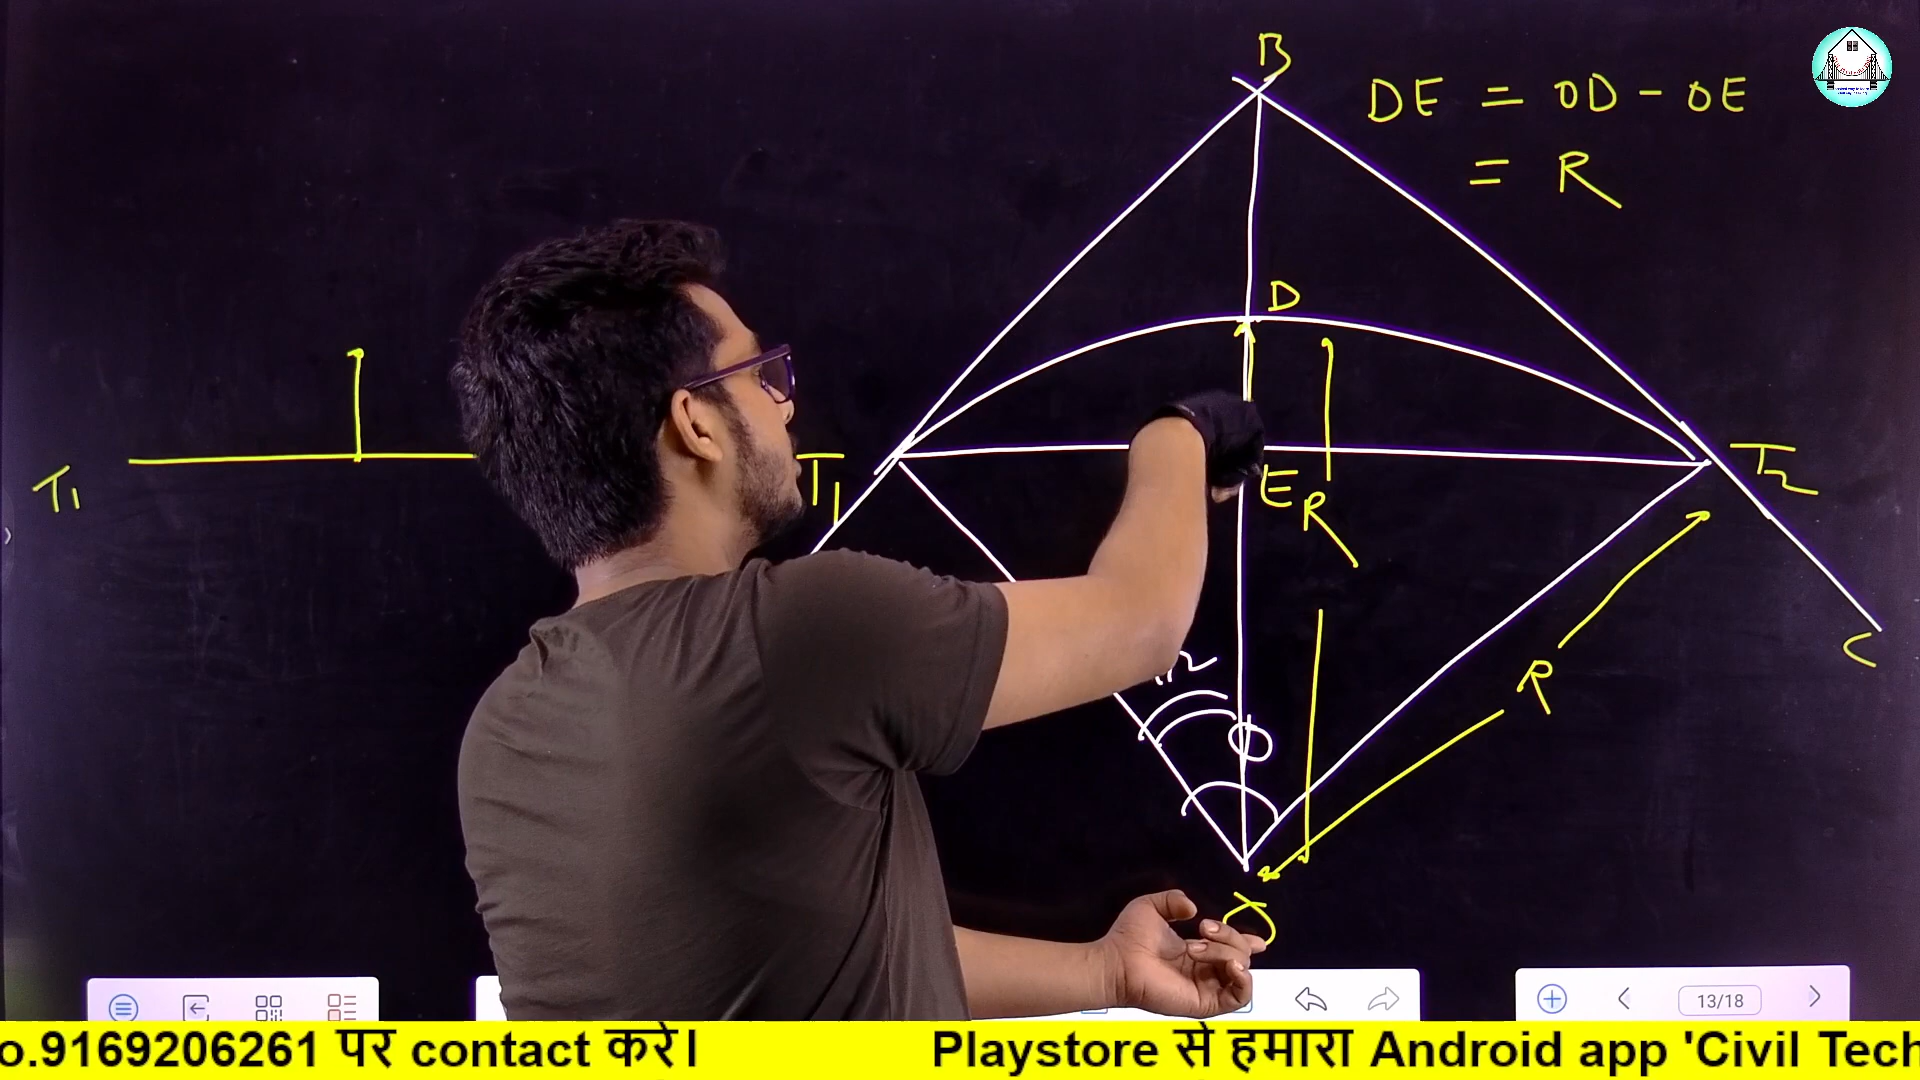 B
DE = OD - OE
= R
D
T1
T1
E
R
T2
C
R
φ
O
13/18
o.9169206261 पर contact करे।
Playstore से हमारा Android app 'Civil Tech